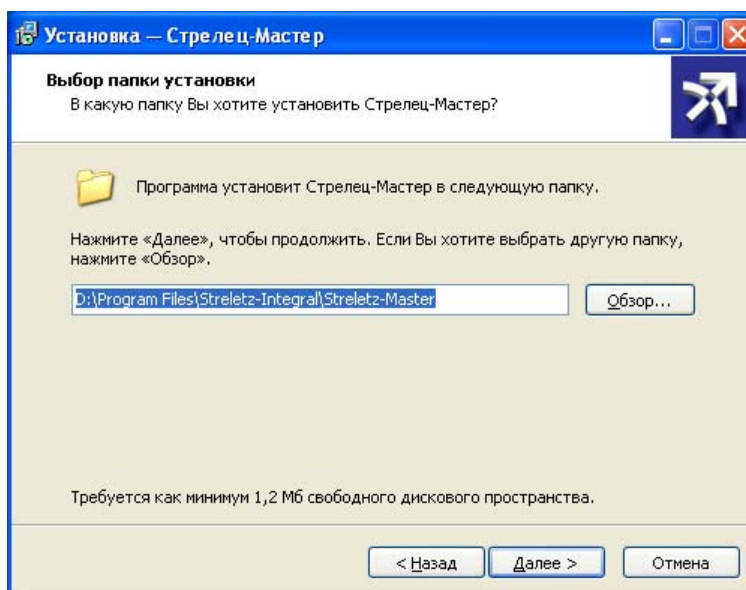 Установка — Стрелец-Мастер
Выбор папки установки
В какую папку Вы хотите установить Стрелец-Мастер?
Программа установит Стрелец-Мастер в следующую папку.
Нажмите «Далее», чтобы продолжить. Если Вы хотите выбрать другую папку,
нажмите «Обзор».
D:\Program Files\Streletz-Integral\Streletz-Master
Обзор...
Требуется как минимум 1,2 Мб свободного дискового пространства.
< Назад
Далее >
Отмена